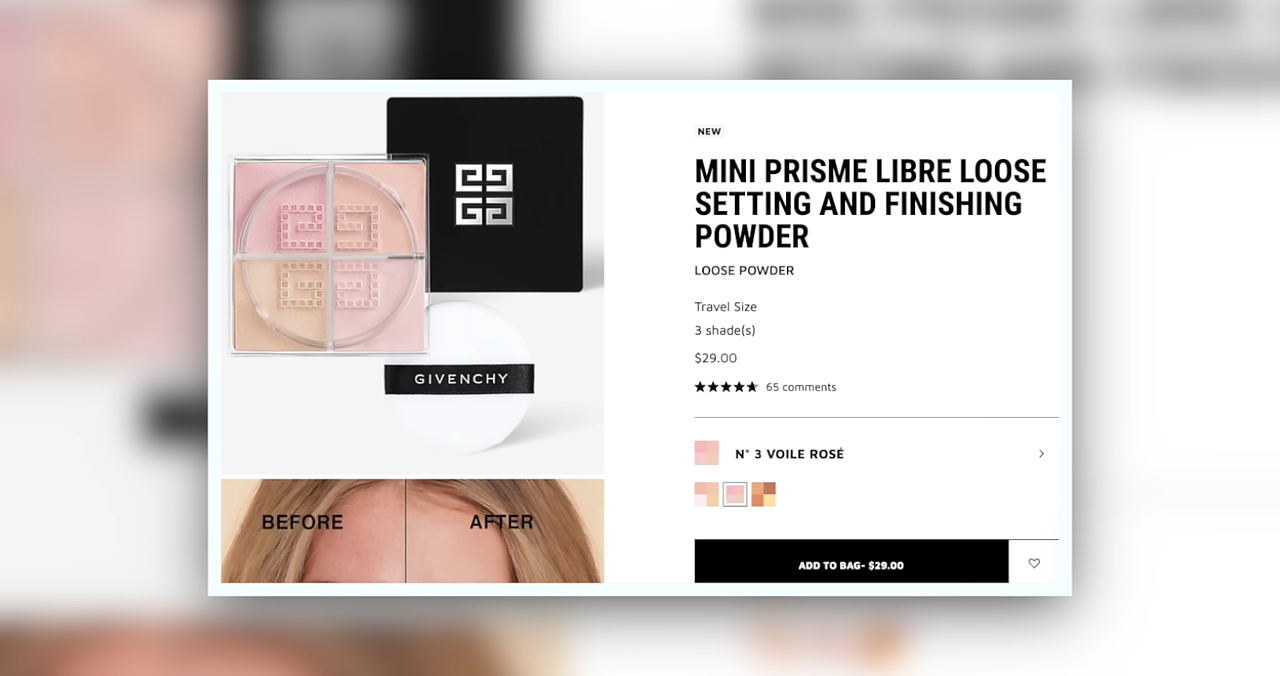 NEW
MINI PRISME LIBRE LOOSE
SETTING AND FINISHING
POWDER
LOOSE POWDER
Travel Size
3 shade(s)
$29.00
65 comments
GIVENCHY
N° 3 VOILE ROSÉ
BEFORE
AFTER
ADD TO BAG- $29.00